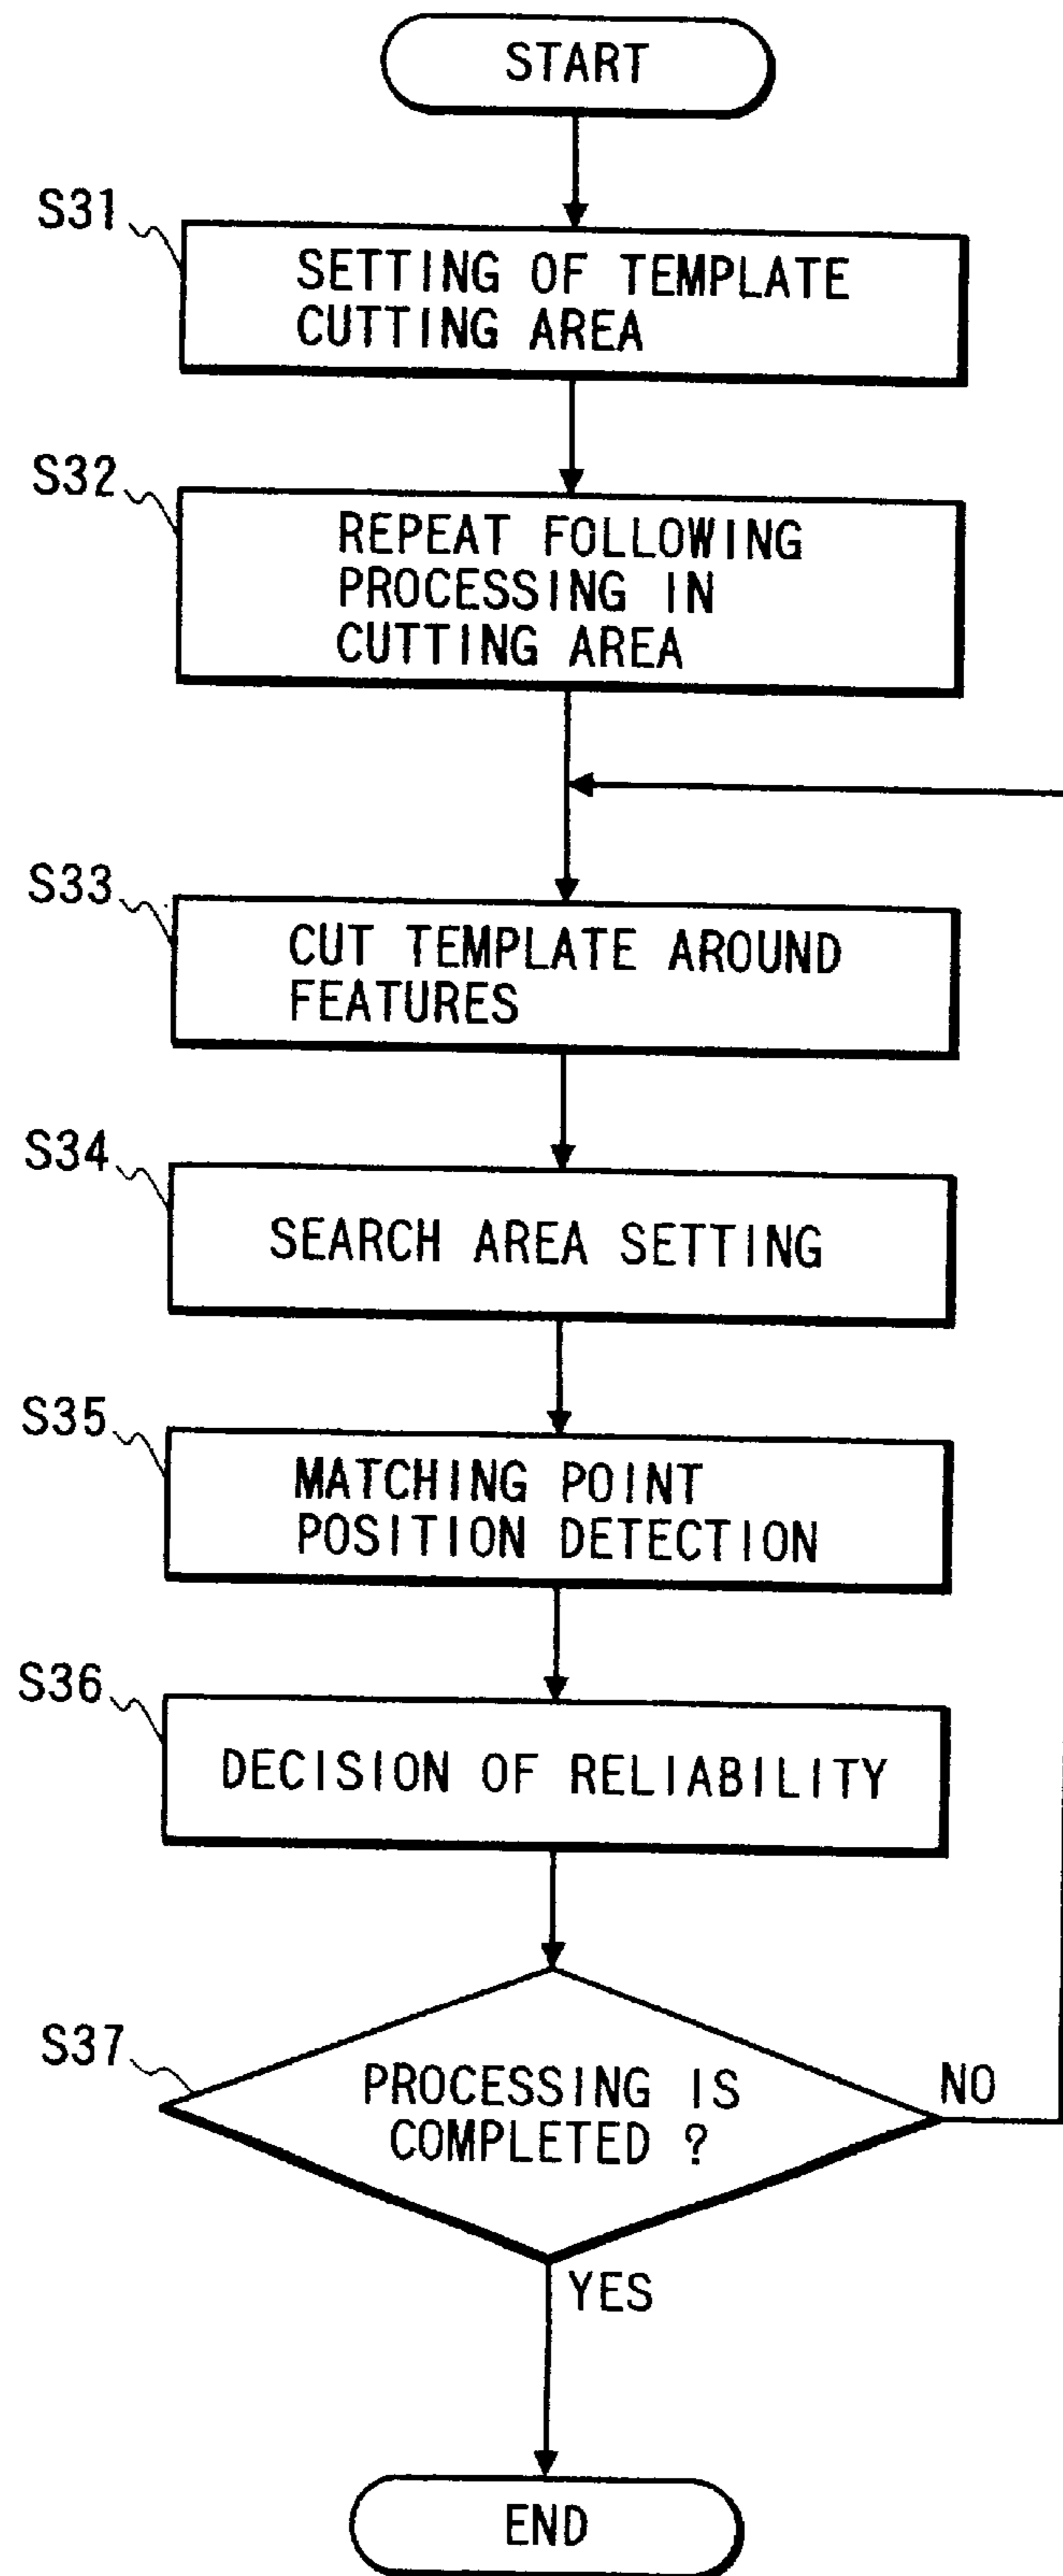 START
S31
SETTING OF TEMPLATE
CUTTING AREA
S32
REPEAT FOLLOWING
PROCESSING IN
CUTTING AREA
S33
CUT TEMPLATE AROUND
FEATURES
S34
SEARCH AREA SETTING
S35
MATCHING POINT
POSITION DETECTION
S36
DECISION OF RELIABILITY
S37
PROCESSING IS
COMPLETED ?
NO
YES
END